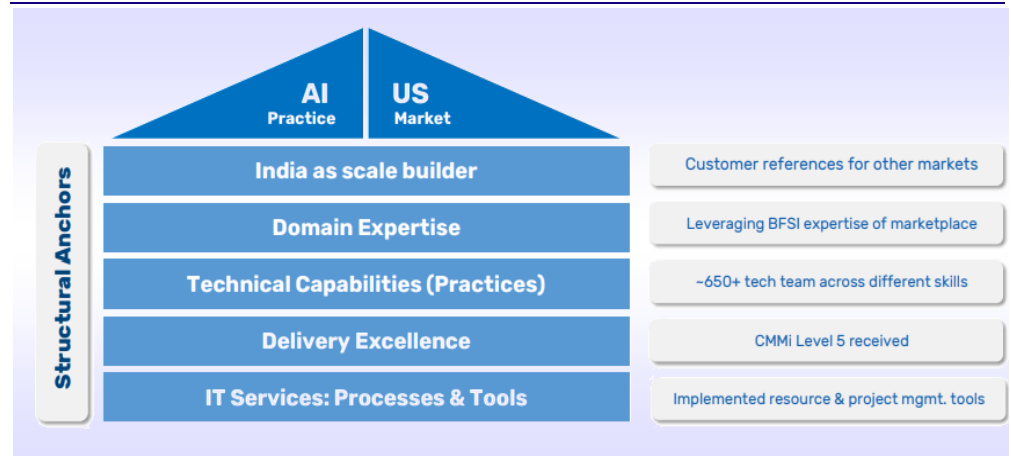 AI
Practice
US
Market
Structural Anchors
India as scale builder
Customer references for other markets
Domain Expertise
Leveraging BFSI expertise of marketplace
Technical Capabilities (Practices)
~650+ tech team across different skills
Delivery Excellence
CMMi Level 5 received
IT Services: Processes & Tools
Implemented resource & project mgmt. tools